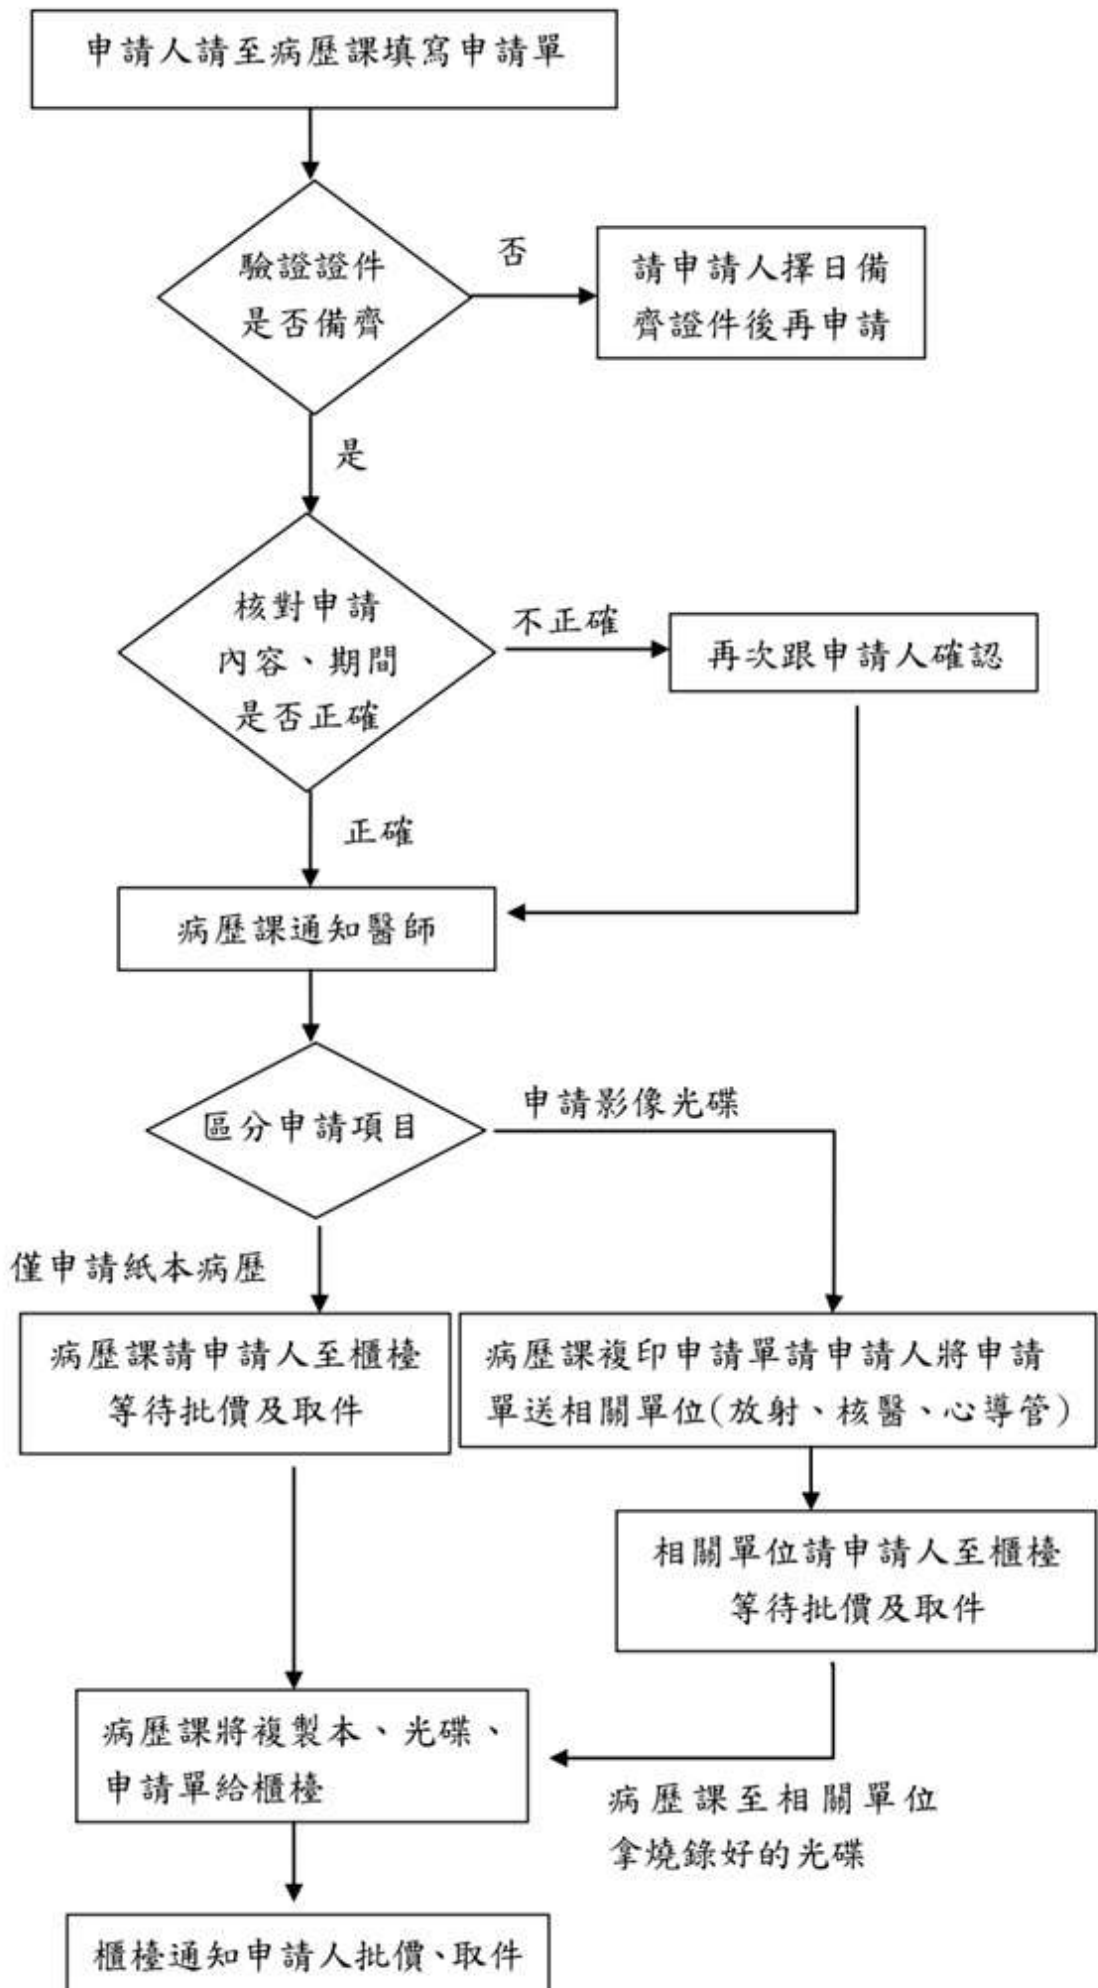 申請人請至病歷課填寫申請單
驗證證件
是否備齊
否
請申請人擇日備
齊證件後再申請
是
核對申請
內容、期間
是否正確
不正確
再次跟申請人確認
正確
病歷課通知醫師
區分申請項目
申請影像光碟
僅申請紙本病歷
病歷課請申請人至櫃檯
等待批價及取件
病歷課複印申請單請申請人將申請
單送相關單位(放射、核醫、心導管)
相關單位請申請人至櫃檯
等待批價及取件
病歷課將複製本、光碟、
申請單給櫃檯
病歷課至相關單位
拿燒錄好的光碟
櫃檯通知申請人批價、取件